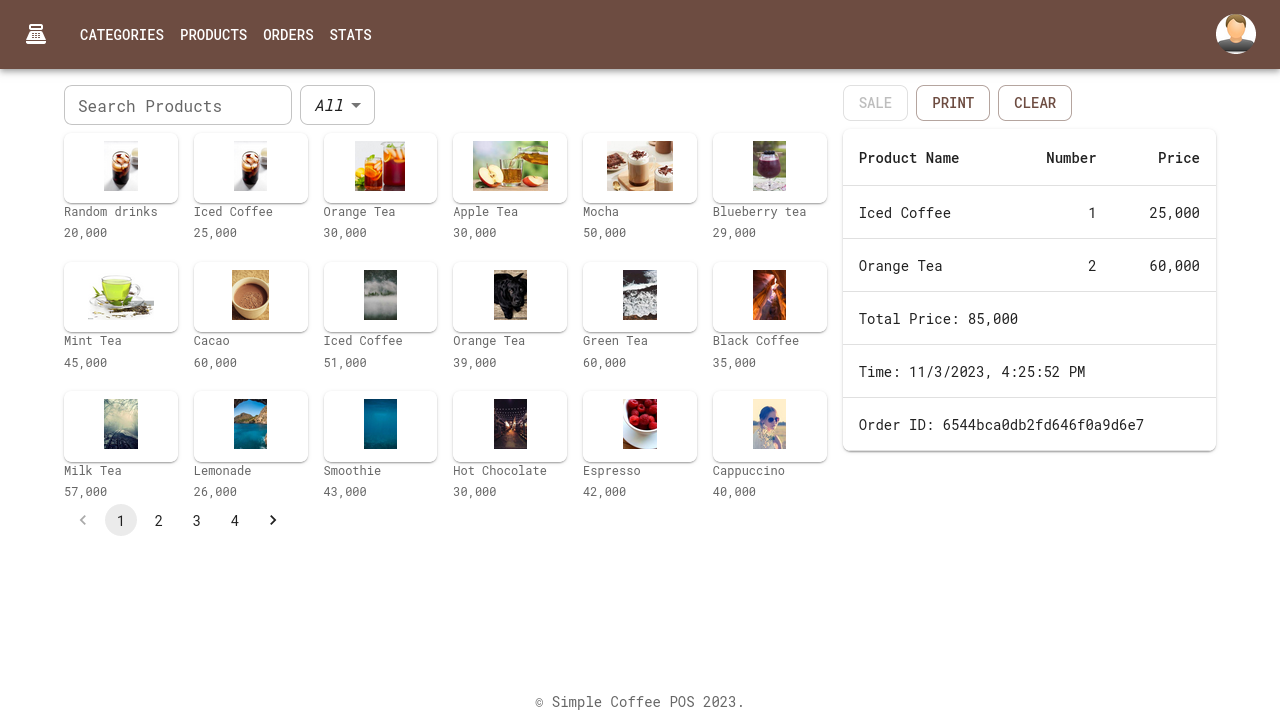 CATEGORIES PRODUCTS ORDERS STATS
Search Products All
SALE PRINT CLEAR
Random drinks
20,000
Iced Coffee
25,000
Orange Tea
30,000
Apple Tea
30,000
Mocha
50,000
Blueberry tea
29,000
Mint Tea
45,000
Cacao
60,000
Iced Coffee
51,000
Orange Tea
39,000
Green Tea
60,000
Black Coffee
35,000
Milk Tea
57,000
Lemonade
26,000
Smoothie
43,000
Hot Chocolate
30,000
Espresso
42,000
Cappuccino
40,000
1 2 3 4
Product Name Number Price
Iced Coffee 1 25,000
Orange Tea 2 60,000
Total Price: 85,000
Time: 11/3/2023, 4:25:52 PM
Order ID: 6544bca0db2fd646f0a9d6e7
© Simple Coffee POS 2023.